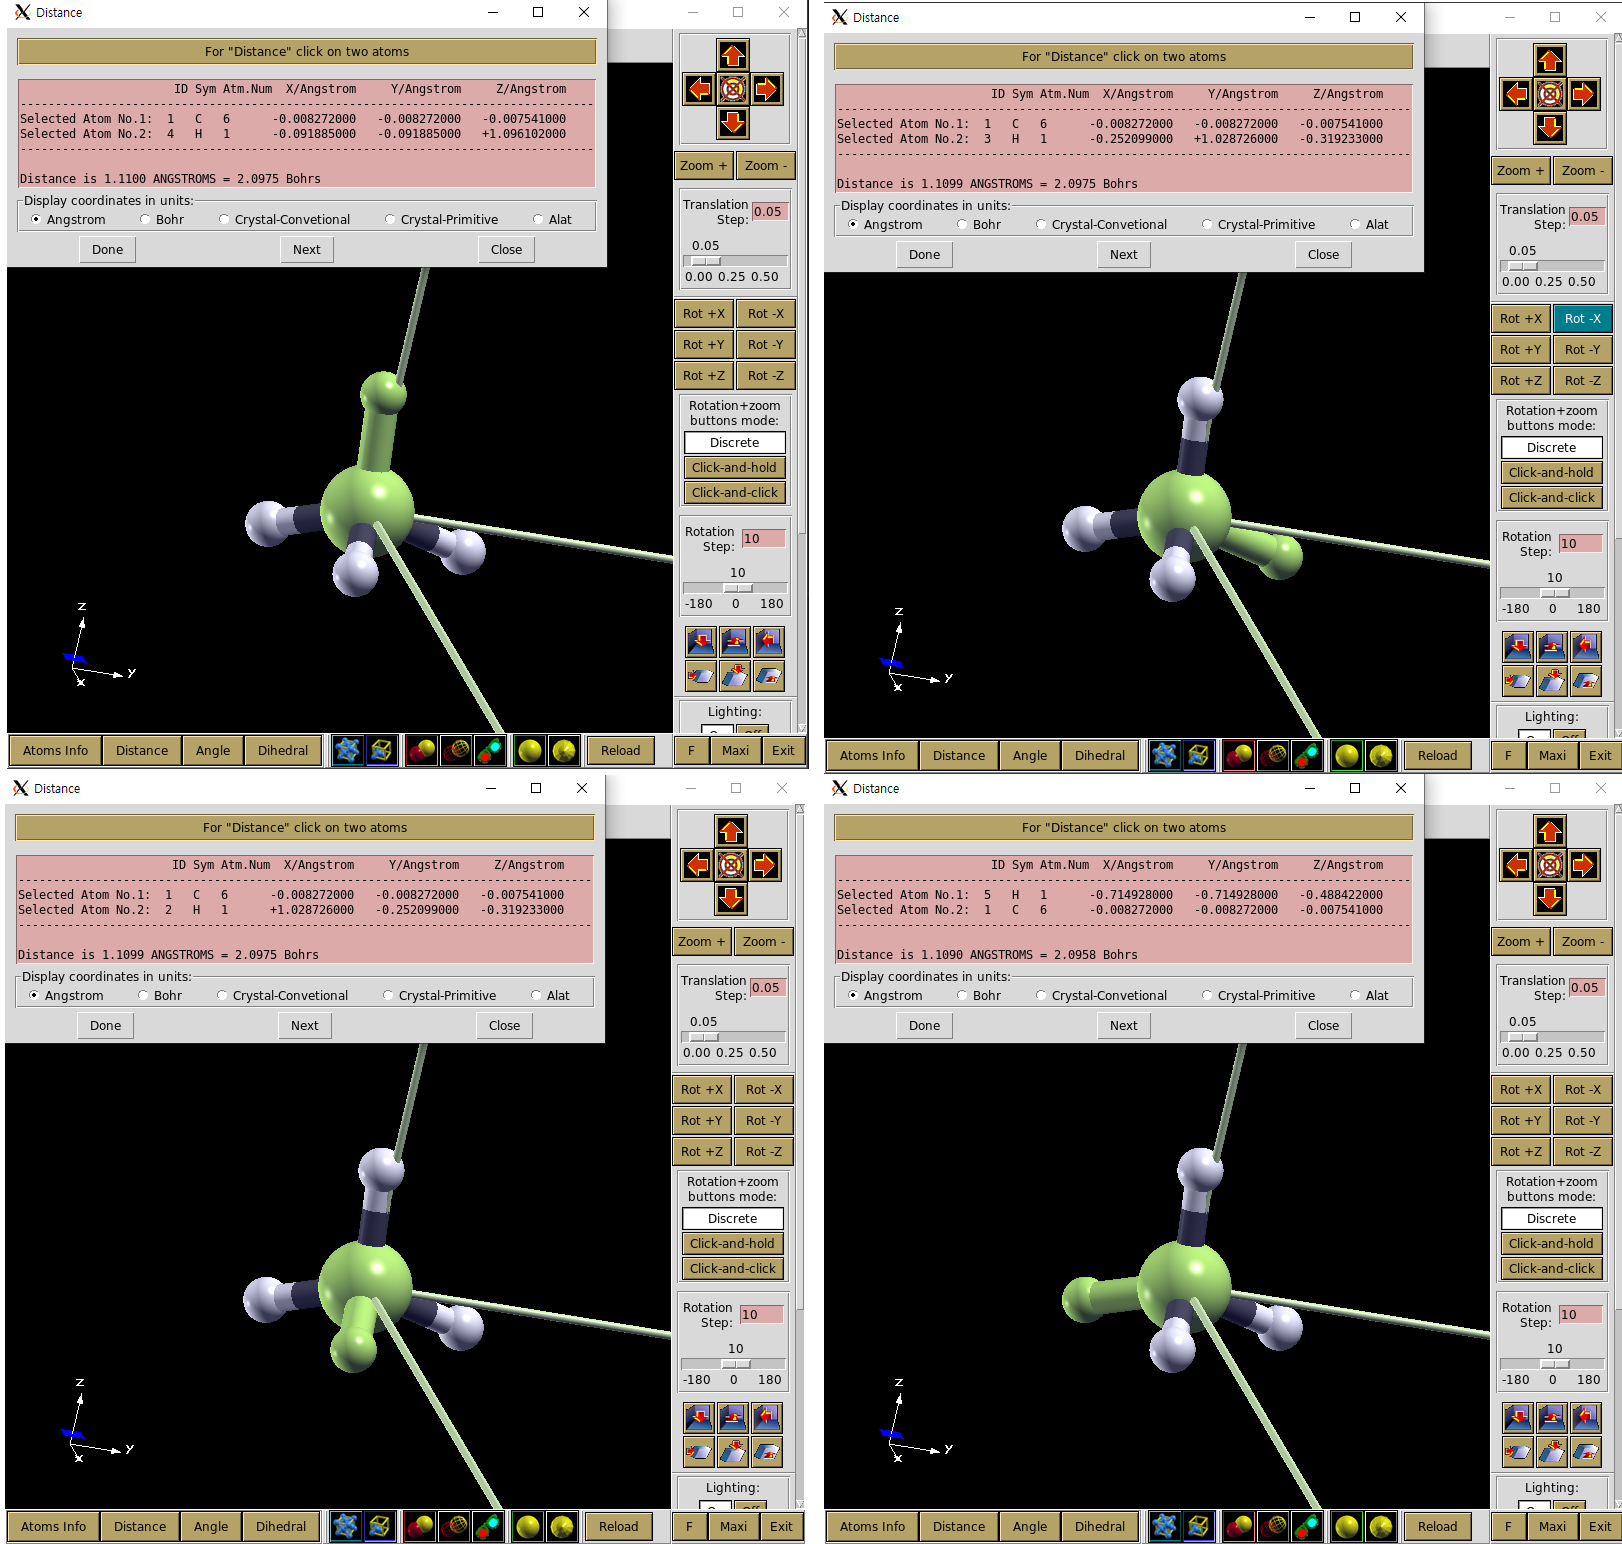 Distance
For "Distance" click on two atoms
ID Sym Atm.Num X/Angstrom Y/Angstrom Z/Angstrom
Selected Atom No.1: 1 C 6 -0.008272000 -0.008272000 -0.007541000
Selected Atom No.2: 4 H 1 -0.091885000 -0.091885000 +1.096102000
Distance is 1.1100 ANGSTROMS = 2.0975 Bohrs
Display coordinates in units:
Angstrom Bohr Crystal-Convetional Crystal-Primitive Alat
Done Next Close
Zoom + Zoom -
Translation
Step: 0.05
0.05
0.00 0.25 0.50
Rot +X Rot -X
Rot +Y Rot -Y
Rot +Z Rot -Z
Rotation+zoom
buttons mode:
Discrete
Click-and-hold
Click-and-click
Rotation
Step: 10
10
-180 0 180
Lighting:
z
Y
x
Atoms Info Distance Angle Dihedral Reload F Maxi Exit
Distance
For "Distance" click on two atoms
ID Sym Atm.Num X/Angstrom Y/Angstrom Z/Angstrom
Selected Atom No.1: 1 C 6 -0.008272000 -0.008272000 -0.007541000
Selected Atom No.2: 3 H 1 -0.252099000 +1.028726000 -0.319233000
Distance is 1.1099 ANGSTROMS = 2.0975 Bohrs
Display coordinates in units:
Angstrom Bohr Crystal-Convetional Crystal-Primitive Alat
Done Next Close
Zoom + Zoom -
Translation
Step: 0.05
0.05
0.00 0.25 0.50
Rot +X Rot -X
Rot +Y Rot -Y
Rot +Z Rot -Z
Rotation+zoom
buttons mode:
Discrete
Click-and-hold
Click-and-click
Rotation
Step: 10
10
-180 0 180
Lighting:
z
Y
x
Atoms Info Distance Angle Dihedral Reload F Maxi Exit
Distance
For "Distance" click on two atoms
ID Sym Atm.Num X/Angstrom Y/Angstrom Z/Angstrom
Selected Atom No.1: 1 C 6 -0.008272000 -0.008272000 -0.007541000
Selected Atom No.2: 2 H 1 +1.028726000 -0.252099000 -0.319233000
Distance is 1.1099 ANGSTROMS = 2.0975 Bohrs
Display coordinates in units:
Angstrom Bohr Crystal-Convetional Crystal-Primitive Alat
Done Next Close
Zoom + Zoom -
Translation
Step: 0.05
0.05
0.00 0.25 0.50
Rot +X Rot -X
Rot +Y Rot -Y
Rot +Z Rot -Z
Rotation+zoom
buttons mode:
Discrete
Click-and-hold
Click-and-click
Rotation
Step: 10
10
-180 0 180
Lighting:
z
Y
x
Atoms Info Distance Angle Dihedral Reload F Maxi Exit
Distance
For "Distance" click on two atoms
ID Sym Atm.Num X/Angstrom Y/Angstrom Z/Angstrom
Selected Atom No.1: 5 H 1 -0.714928000 -0.714928000 -0.488422000
Selected Atom No.2: 1 C 6 -0.008272000 -0.008272000 -0.007541000
Distance is 1.1090 ANGSTROMS = 2.0958 Bohrs
Display coordinates in units:
Angstrom Bohr Crystal-Convetional Crystal-Primitive Alat
Done Next Close
Zoom + Zoom -
Translation
Step: 0.05
0.05
0.00 0.25 0.50
Rot +X Rot -X
Rot +Y Rot -Y
Rot +Z Rot -Z
Rotation+zoom
buttons mode:
Discrete
Click-and-hold
Click-and-click
Rotation
Step: 10
10
-180 0 180
Lighting:
z
Y
x
Atoms Info Distance Angle Dihedral Reload F Maxi Exit